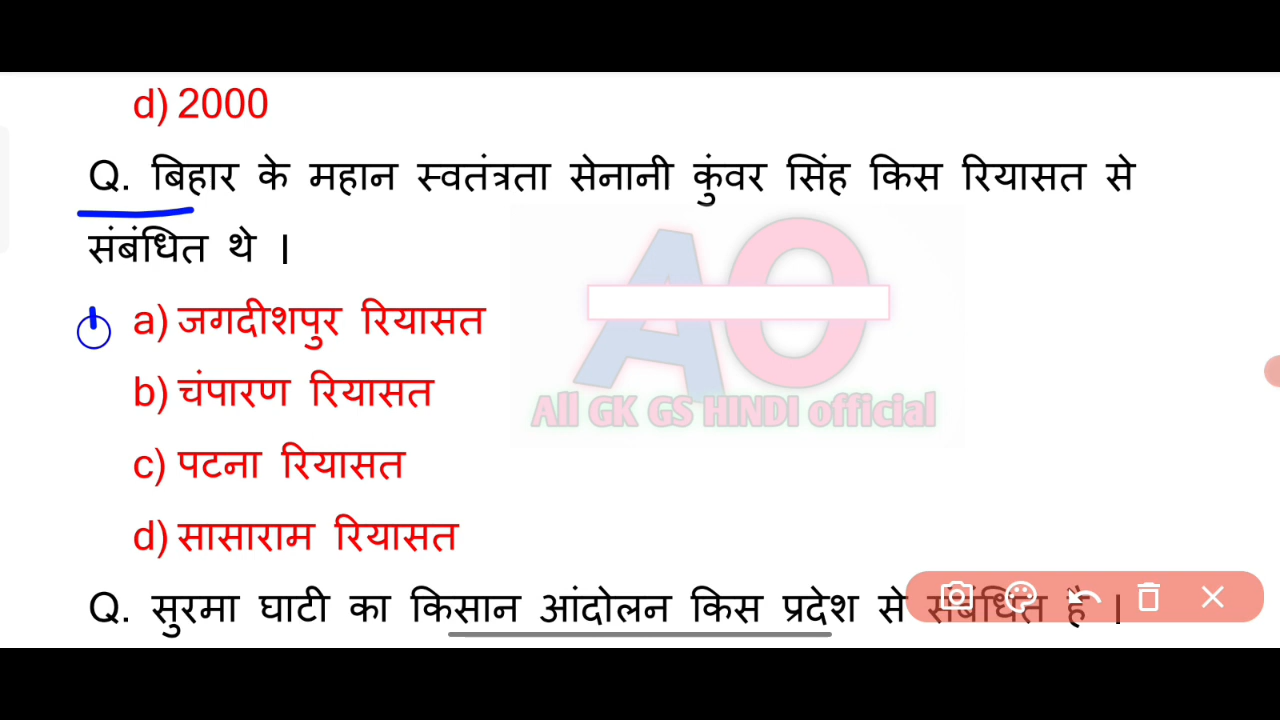 d) 2000
Q. बिहार के महान स्वतंत्रता सेनानी कुंवर सिंह किस रियासत से
संबंधित थे ।
a) जगदीशपुर रियासत
b) चंपारण रियासत
c) पटना रियासत
d) सासाराम रियासत
Q. सुरमा घाटी का किसान आंदोलन किस प्रदेश से संबंधित है ।
AO
All GK GS HINDI official